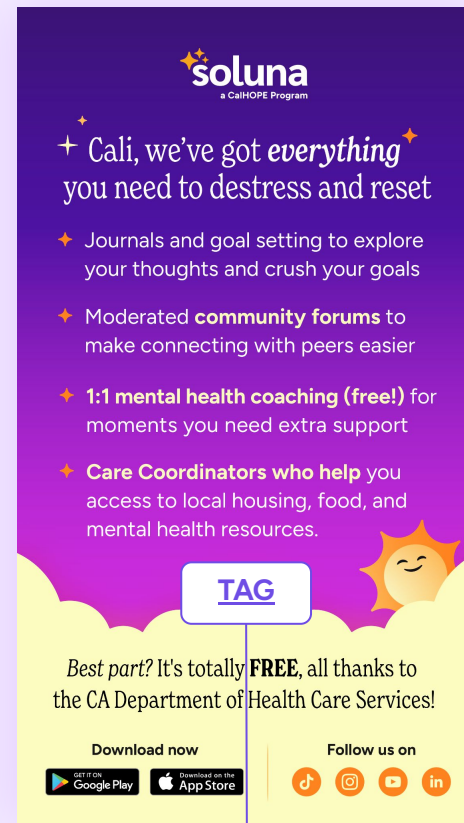 soluna
a CalHOPE Program
Cali, we've got everything
you need to destress and reset
Journals and goal setting to explore
your thoughts and crush your goals
Moderated community forums to
make connecting with peers easier
1:1 mental health coaching (free!) for
moments you need extra support
Care Coordinators who help you
access to local housing, food, and
mental health resources.
TAG
Best part? It's totally FREE, all thanks to
the CA Department of Health Care Services!
Download now
GET IT ON
Google Play
Download on the
App Store
Follow us on
in